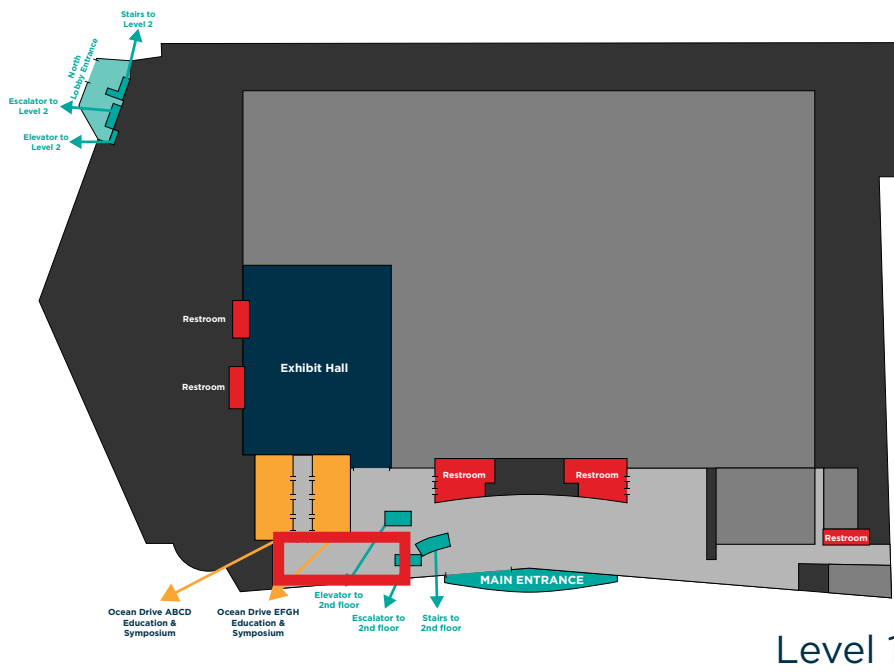 Stairs to
Level 2
North
Lobby Entrance
Escalator to
Level 2
Elevator to
Level 2
Restroom
Exhibit Hall
Restroom
Restroom
Restroom
Restroom
MAIN ENTRANCE
Elevator to
2nd floor
Ocean Drive ABCD
Education &
Symposium
Ocean Drive EFGH
Education &
Symposium
Escalator to
2nd floor
Stairs to
2nd floor
Level 1